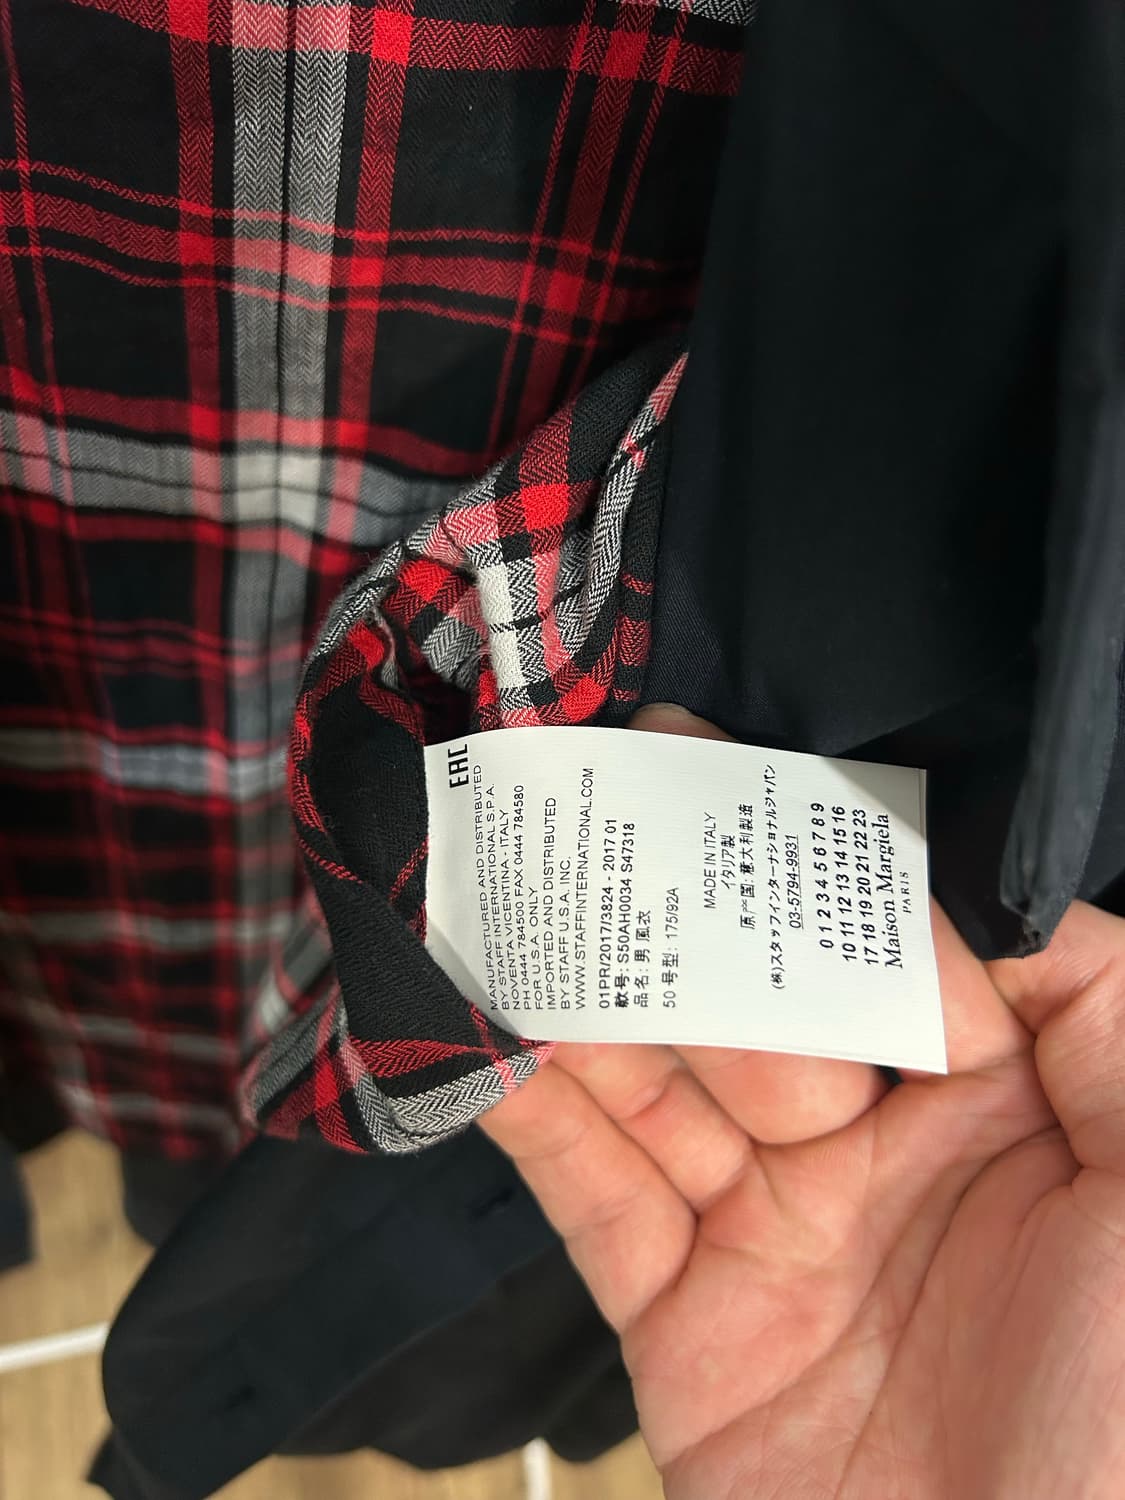 EAC
MANUFACTURED AND DISTRIBUTED
BY STAFF INTERNATIONAL S.P.A.
NOVENTA VICENTINA - ITALY
PH 0444 784500 FAX 0444 784580
FOR U.S.A. ONLY
IMPORTED AND DISTRIBUTED
BY STAFF U.S.A. INC.
WWW.STAFFINTERNATIONAL.COM
01PR/2017/3824 - 2017 01
款号: S50AH0034 S47318
品名: 男 風衣
50 号型: 175/92A
MADE IN ITALY
イタリア製
原产国: 意大利製造
(株)スタッフインターナショナルジャパン
03-5794-9931
0 1 2 3 4 5 6 7 8 9
10 11 12 13 14 15 16
17 18 19 20 21 22 23
Maison Margiela
PARIS